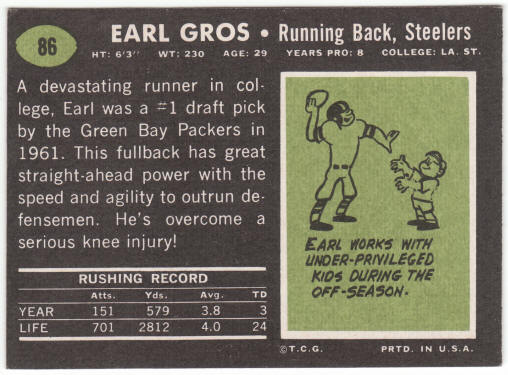 86
EARL GROS • Running Back, Steelers
HT: 6'3" WT: 230 AGE: 29 YEARS PRO: 8 COLLEGE: LA. ST.
A devastating runner in col-
lege, Earl was a #1 draft pick
by the Green Bay Packers in
1961. This fullback has great
straight-ahead power with the
speed and agility to outrun de-
fensemen. He's overcome a
serious knee injury!
RUSHING RECORD
Atts. Yds. Avg. TD
YEAR 151 579 3.8 3
LIFE 701 2812 4.0 24
EARL WORKS WITH
UNDER-PRIVILEGED
KIDS DURING THE
OFF-SEASON.
©T.C.G. PRTD. IN U.S.A.